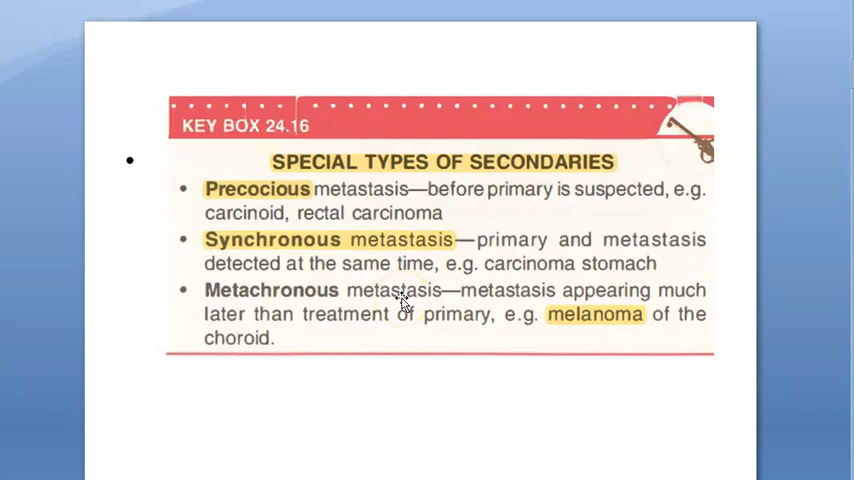 KEY BOX 24.16
SPECIAL TYPES OF SECONDARIES
• Precocious metastasis—before primary is suspected, e.g.
carcinoid, rectal carcinoma
• Synchronous metastasis—primary and metastasis
detected at the same time, e.g. carcinoma stomach
• Metachronous metastasis—metastasis appearing much
later than treatment of primary, e.g. melanoma of the
choroid.